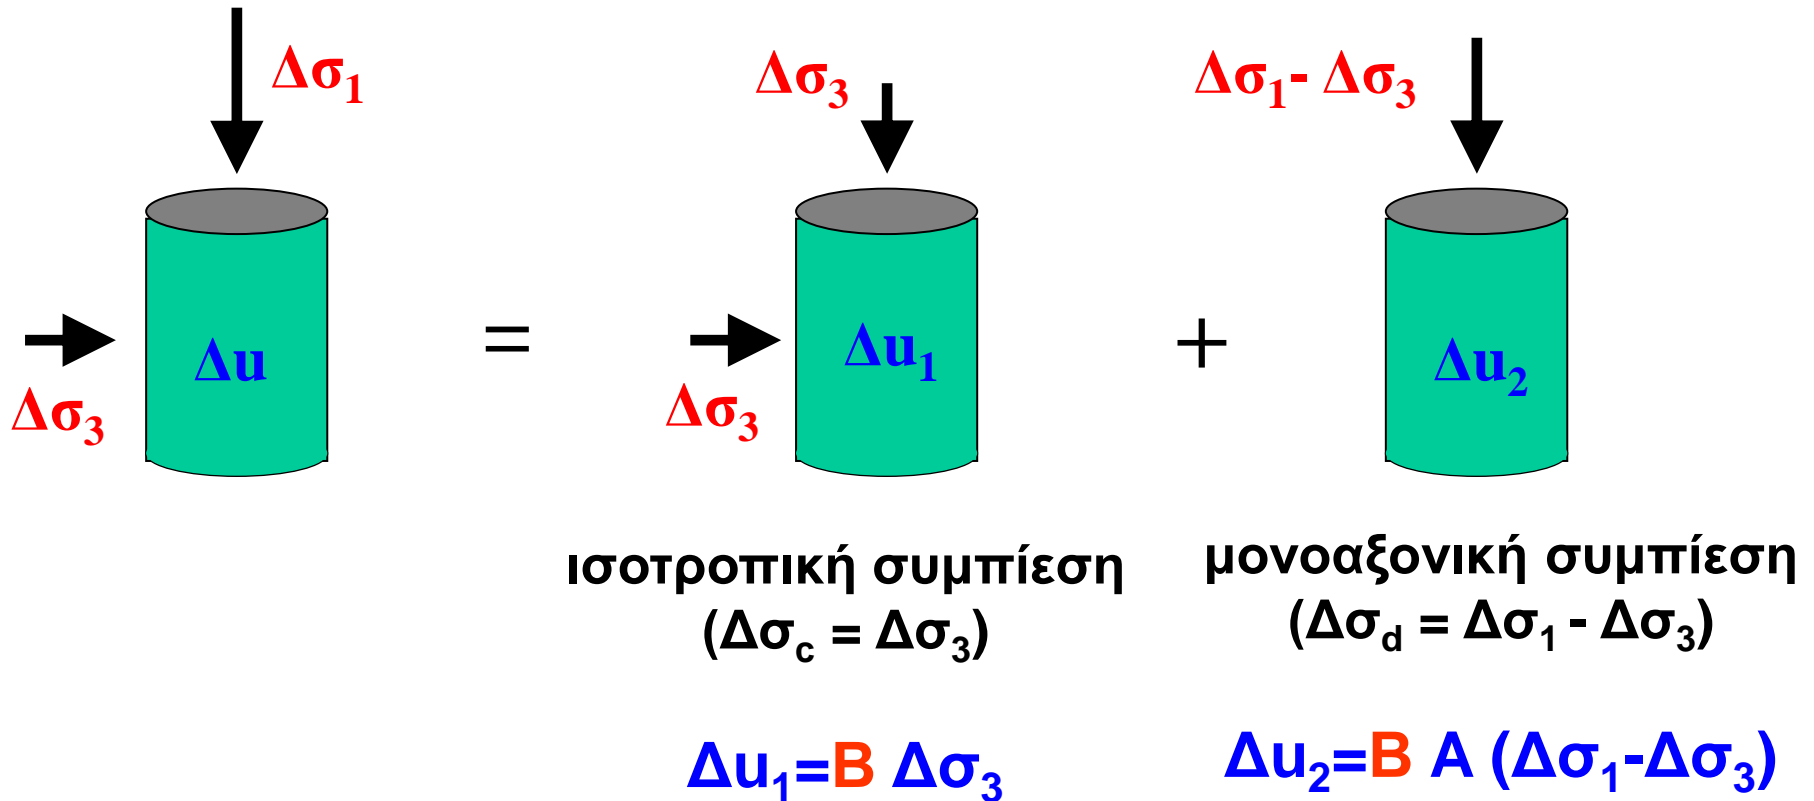 Δσ₁
Δσ₃
Δu
=
Δσ₃
Δσ₃
Δu₁
+
Δσ₁- Δσ₃
Δu₂
ισοτροπική συμπίεση
(Δσc = Δσ₃)
μονοαξονική συμπίεση
(Δσd = Δσ₁ - Δσ₃)
Δu₁=B Δσ₃
Δu₂=B A (Δσ₁-Δσ₃)